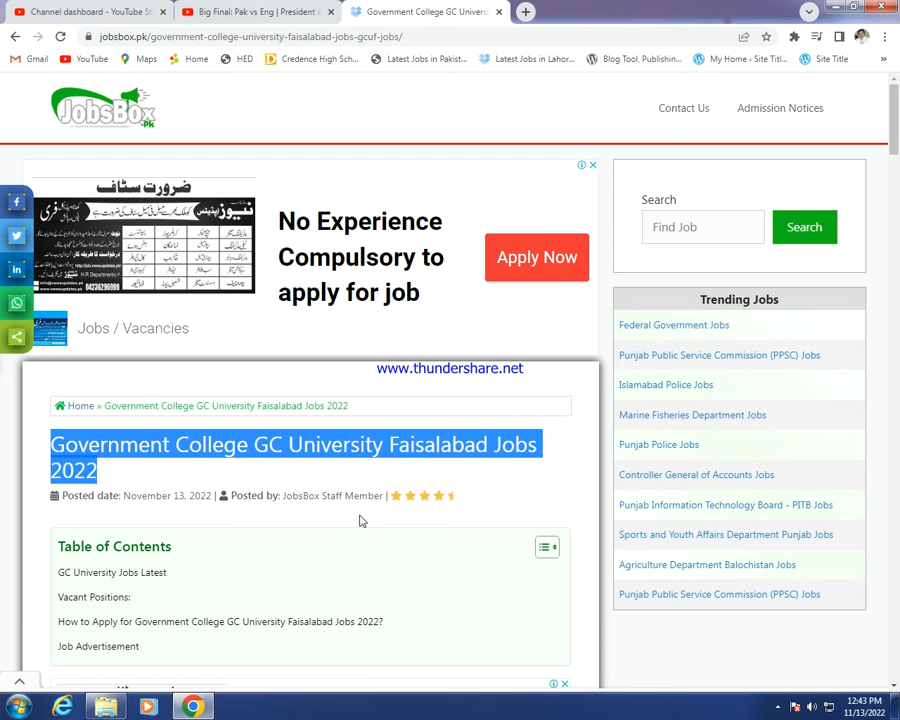 Channel dashboard - YouTube St
Big Final: Pak vs Eng | President A
Government College GC Univers
jobsbox.pk/government-college-university-faisalabad-jobs-gcuf-jobs/
Gmail
YouTube
Maps
Home
HED
Credence High Sch...
Latest Jobs in Pakist...
Latest Jobs in Lahor...
Blog Tool, Publishin...
My Home ‹ Site Titl...
Site Title
»
JobsBox PK
Contact Us
Admission Notices
ضرورت سٹاف
No Experience
Compulsory to
apply for job
Apply Now
Jobs / Vacancies
Search
Find Job
Search
Trending Jobs
Federal Government Jobs
Punjab Public Service Commission (PPSC) Jobs
Islamabad Police Jobs
Marine Fisheries Department Jobs
Punjab Police Jobs
Controller General of Accounts Jobs
Punjab Information Technology Board - PITB Jobs
Sports and Youth Affairs Department Punjab Jobs
Agriculture Department Balochistan Jobs
Punjab Public Service Commission (PPSC) Jobs
www.thundershare.net
Home » Government College GC University Faisalabad Jobs 2022
Government College GC University Faisalabad Jobs
2022
Posted date: November 13, 2022 | Posted by: JobsBox Staff Member |
Table of Contents
GC University Jobs Latest
Vacant Positions:
How to Apply for Government College GC University Faisalabad Jobs 2022?
Job Advertisement
12:43 PM
11/13/2022